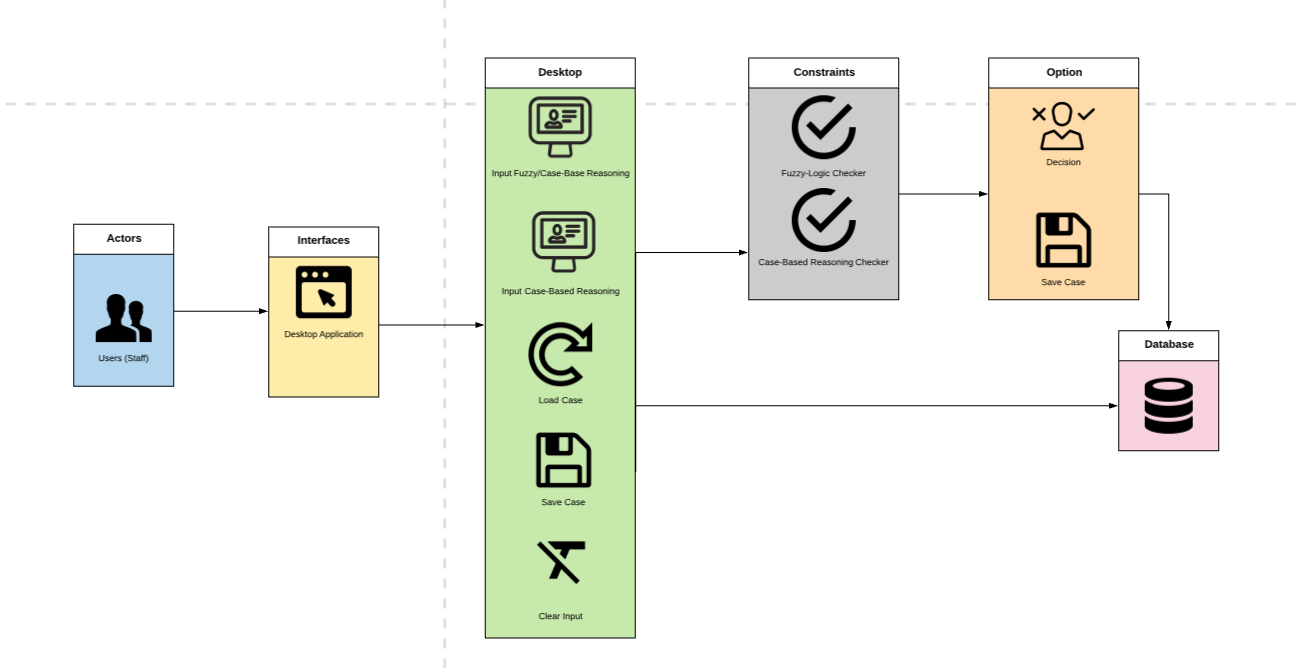 Actors
Users (Staff)
Interfaces
Desktop Application
Desktop
Input Fuzzy/Case-Base Reasoning
Input Case-Based Reasoning
Load Case
Save Case
Clear Input
Constraints
Fuzzy-Logic Checker
Case-Based Reasoning Checker
Option
Decision
Save Case
Database